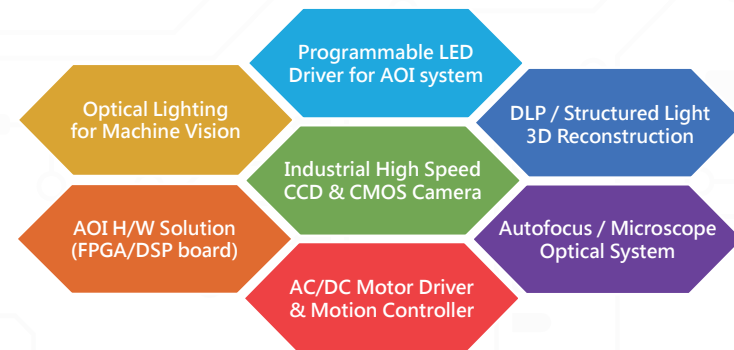 Programmable LED
Driver for AOI system
Optical Lighting
for Machine Vision
DLP / Structured Light
3D Reconstruction
Industrial High Speed
CCD & CMOS Camera
AOI H/W Solution
(FPGA/DSP board)
Autofocus / Microscope
Optical System
AC/DC Motor Driver
& Motion Controller